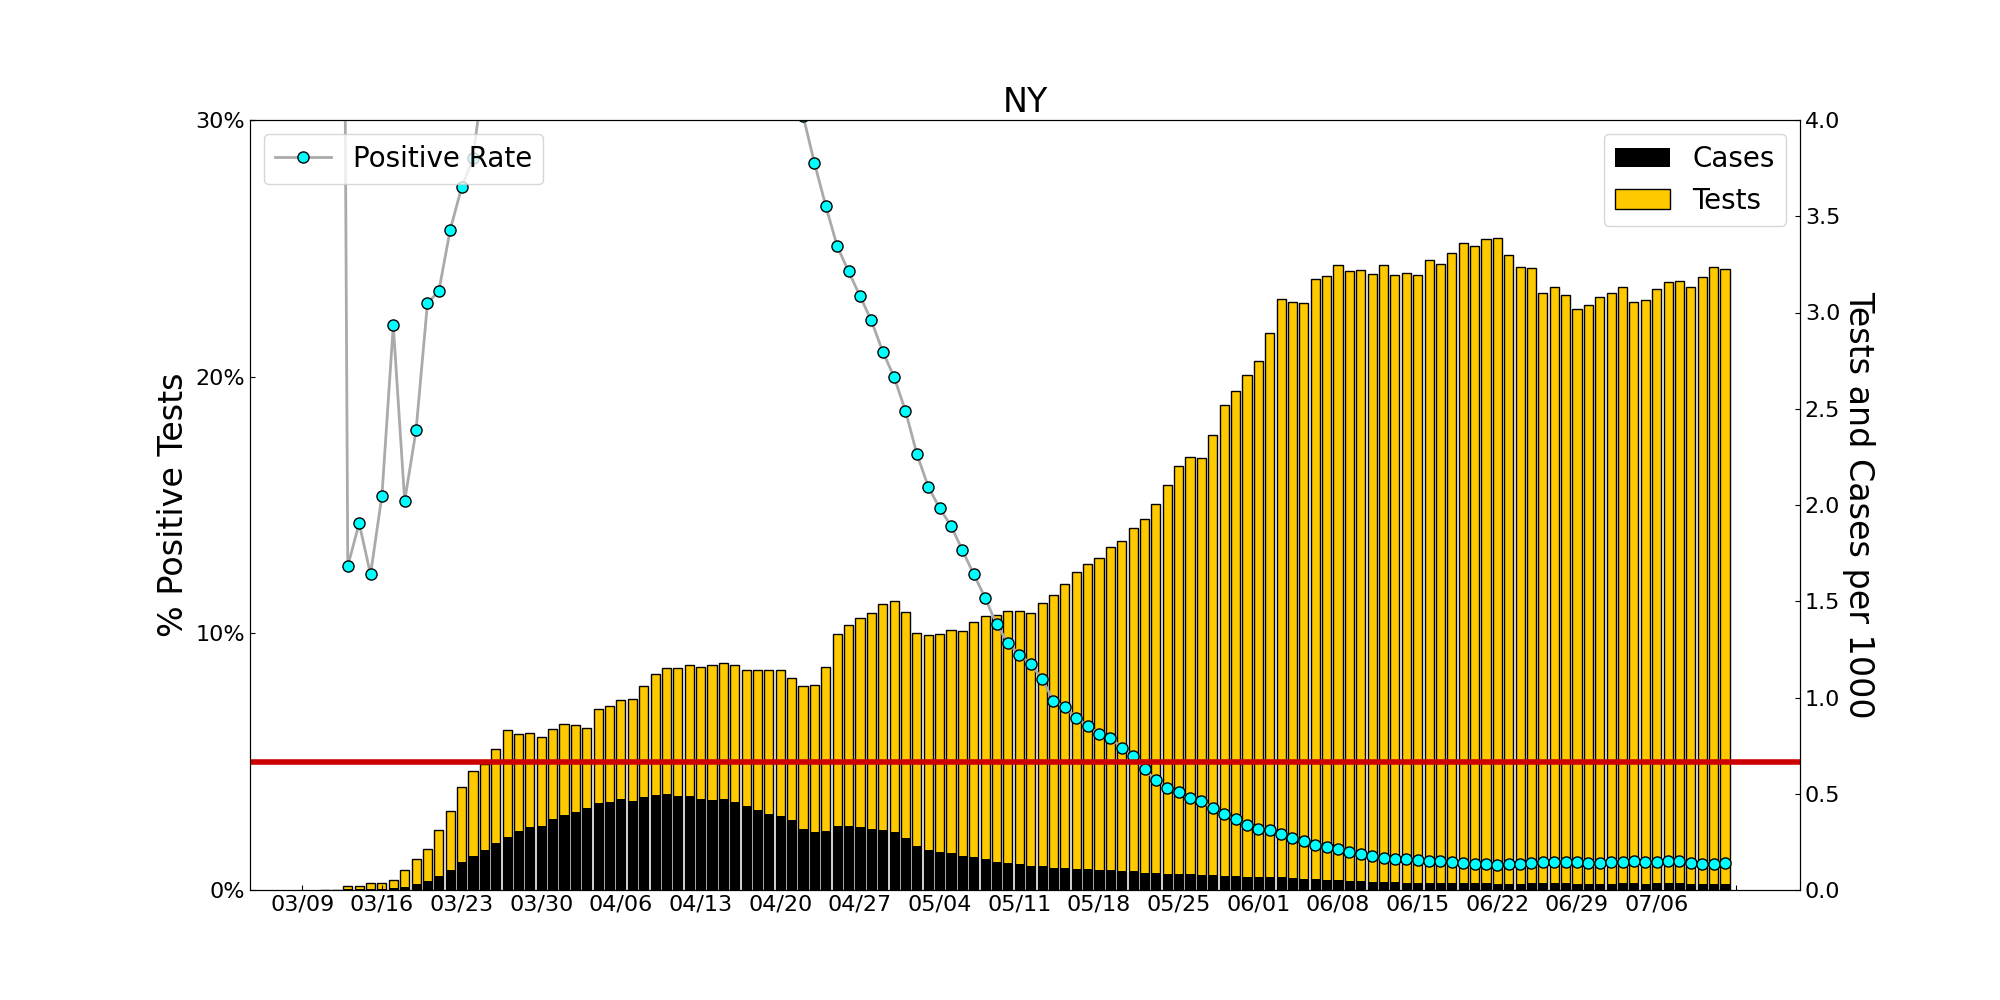 NY
Positive Rate
Cases
Tests
% Positive Tests
30%
20%
10%
0%
4.0
3.5
3.0
2.5
2.0
1.5
1.0
0.5
0.0
Tests and Cases per 1000
03/09 03/16 03/23 03/30 04/06 04/13 04/20 04/27 05/04 05/11 05/18 05/25 06/01 06/08 06/15 06/22 06/29 07/06